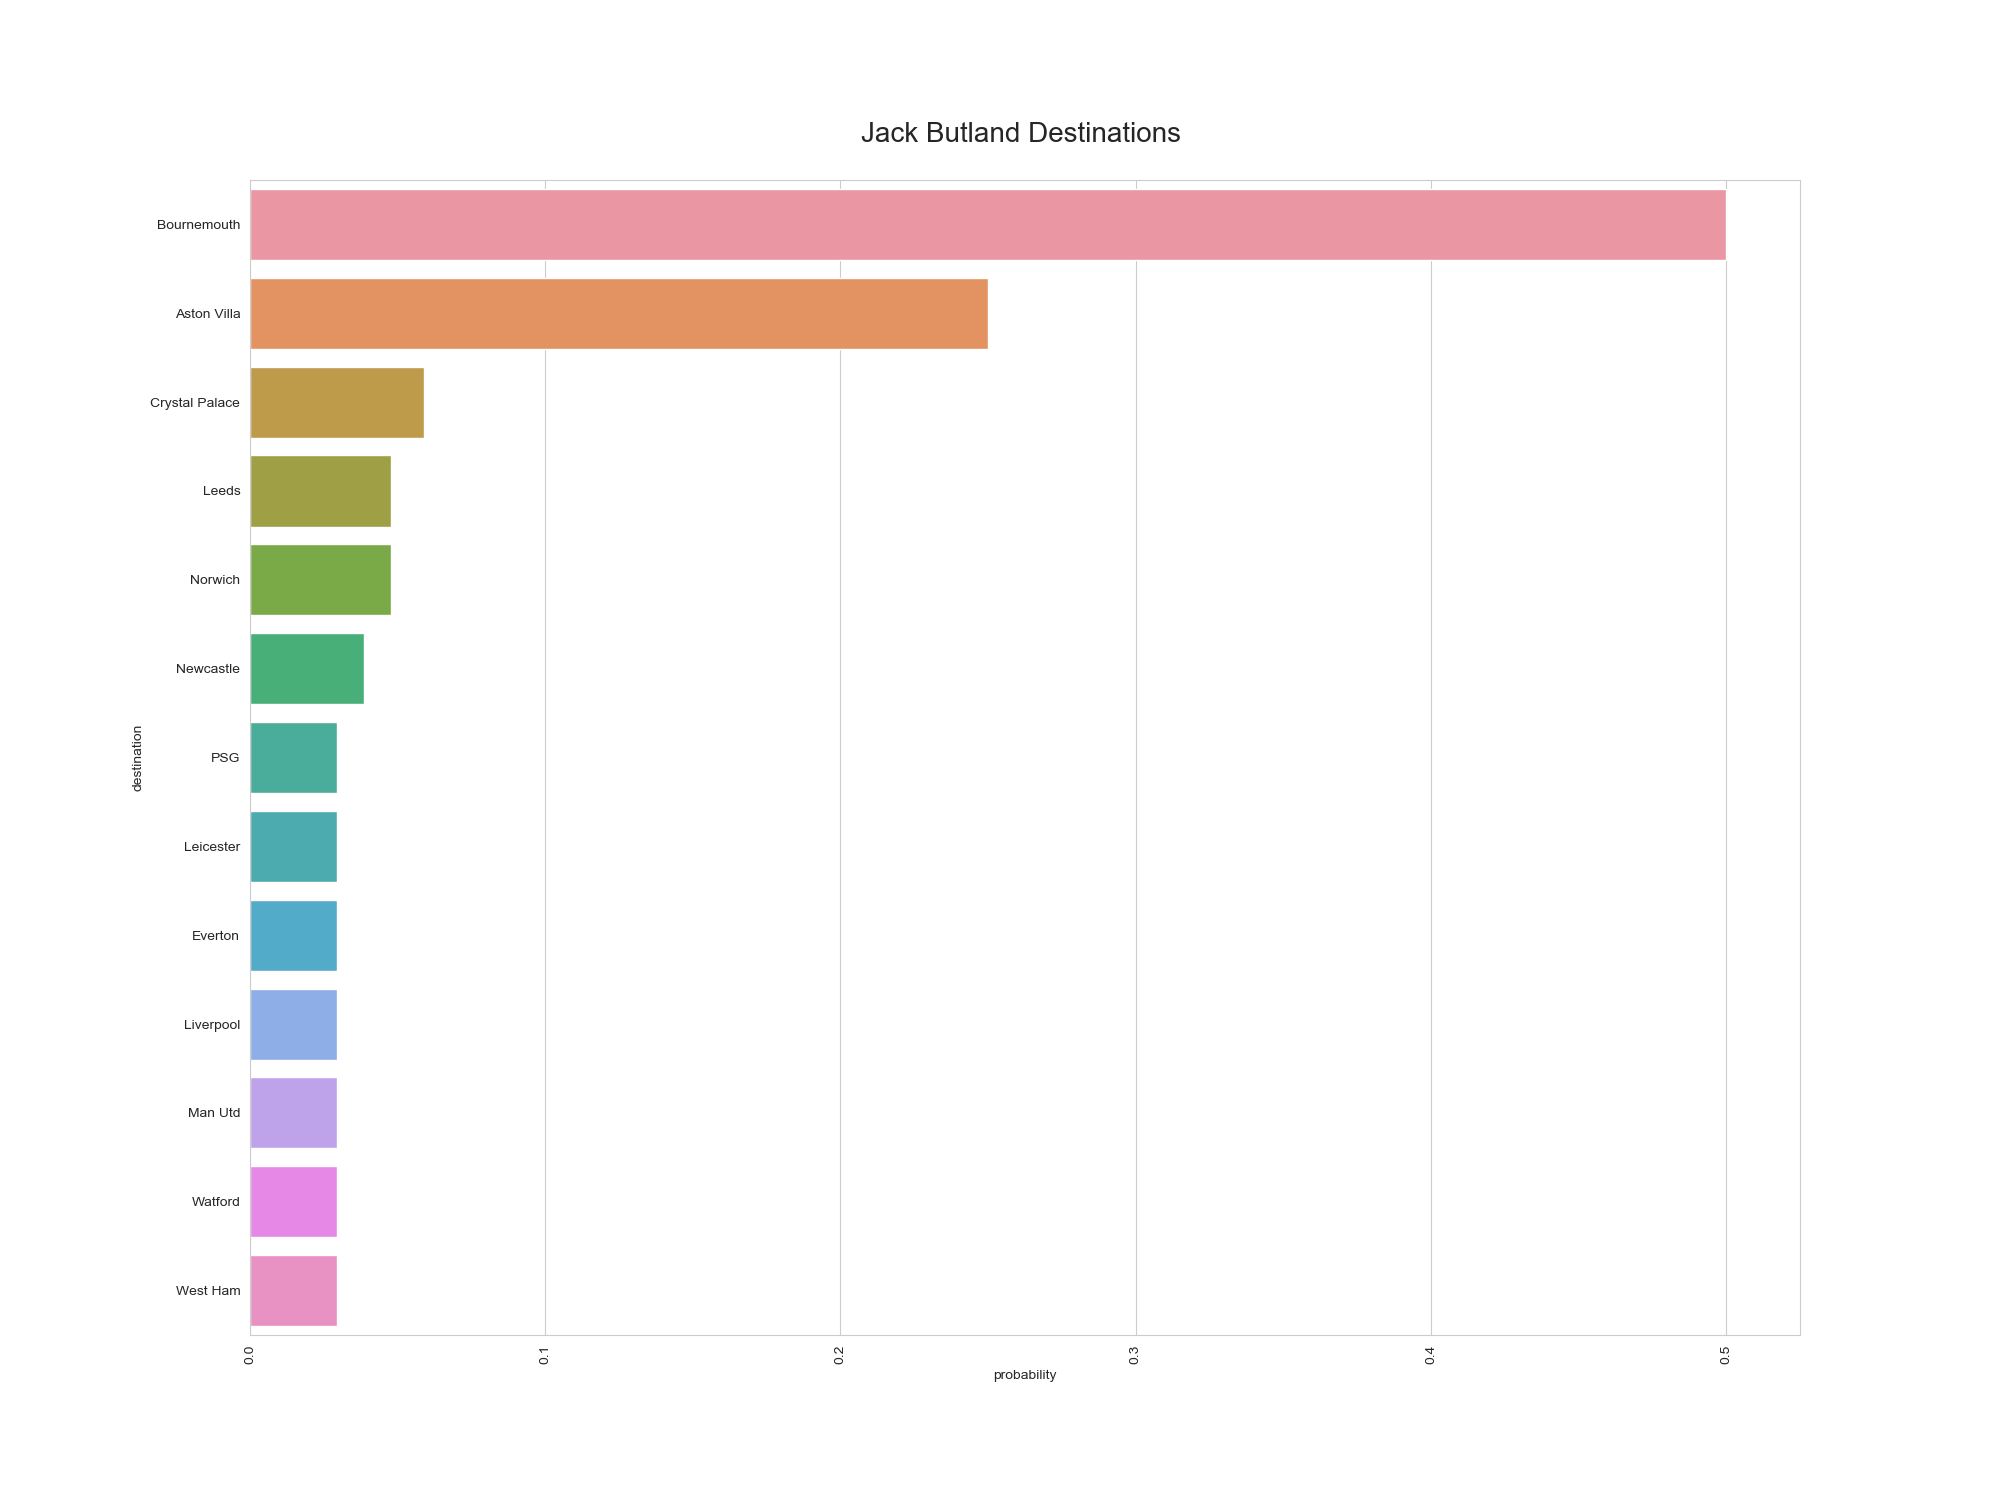 Jack Butland Destinations
Bournemouth
Aston Villa
Crystal Palace
Leeds
Norwich
Newcastle
PSG
Leicester
Everton
Liverpool
Man Utd
Watford
West Ham
destination
0.0
0.1
0.2
0.3
0.4
0.5
probability